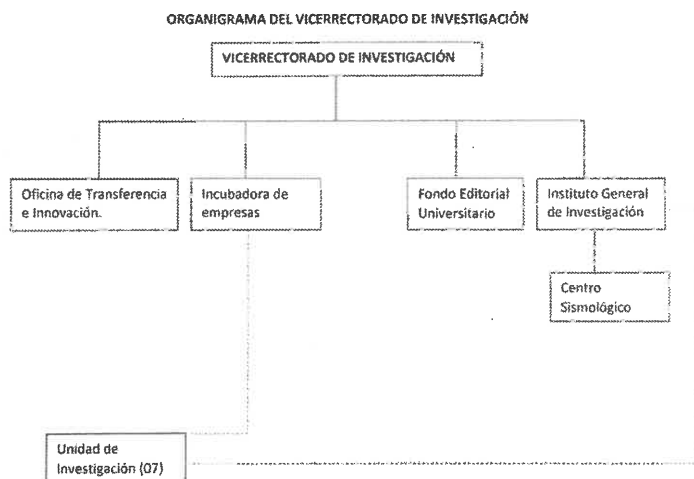 ORGANIGRAMA DEL VICERRECTORADO DE INVESTIGACIÓN
VICERRECTORADO DE INVESTIGACIÓN
Oficina de Transferencia
e Innovación.
Incubadora de
empresas
Fondo Editorial
Universitario
Instituto General
de Investigación
Centro
Sismológico
Unidad de
Investigación (07)